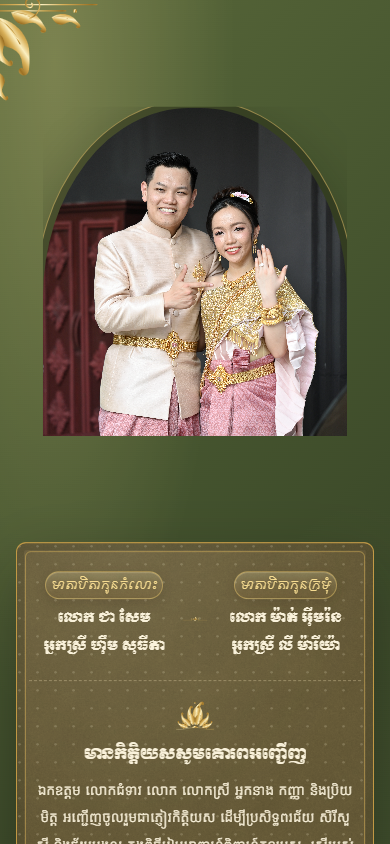 មាតាបិតាកូនកំលោះ
មាតាបិតាកូនក្រមុំ
លោក ជា សែម
លោក ម៉ាត់ អ៊ីមរ៉ន
អ្នកស្រី ហ៊ឹម សុធីតា
អ្នកស្រី លី ម៉ារីយ៉ា
មានកិត្តិយសសូមគោរពអញ្ជើញ
ឯកឧត្តម លោកជំទាវ លោក លោកស្រី អ្នកនាង កញ្ញា និងប្រិយ
មិត្ត អញ្ជើញចូលរួមជាភ្ញៀវកិត្តិយស ដើម្បីប្រសិទ្ធពរជ័យ សិរីសួ